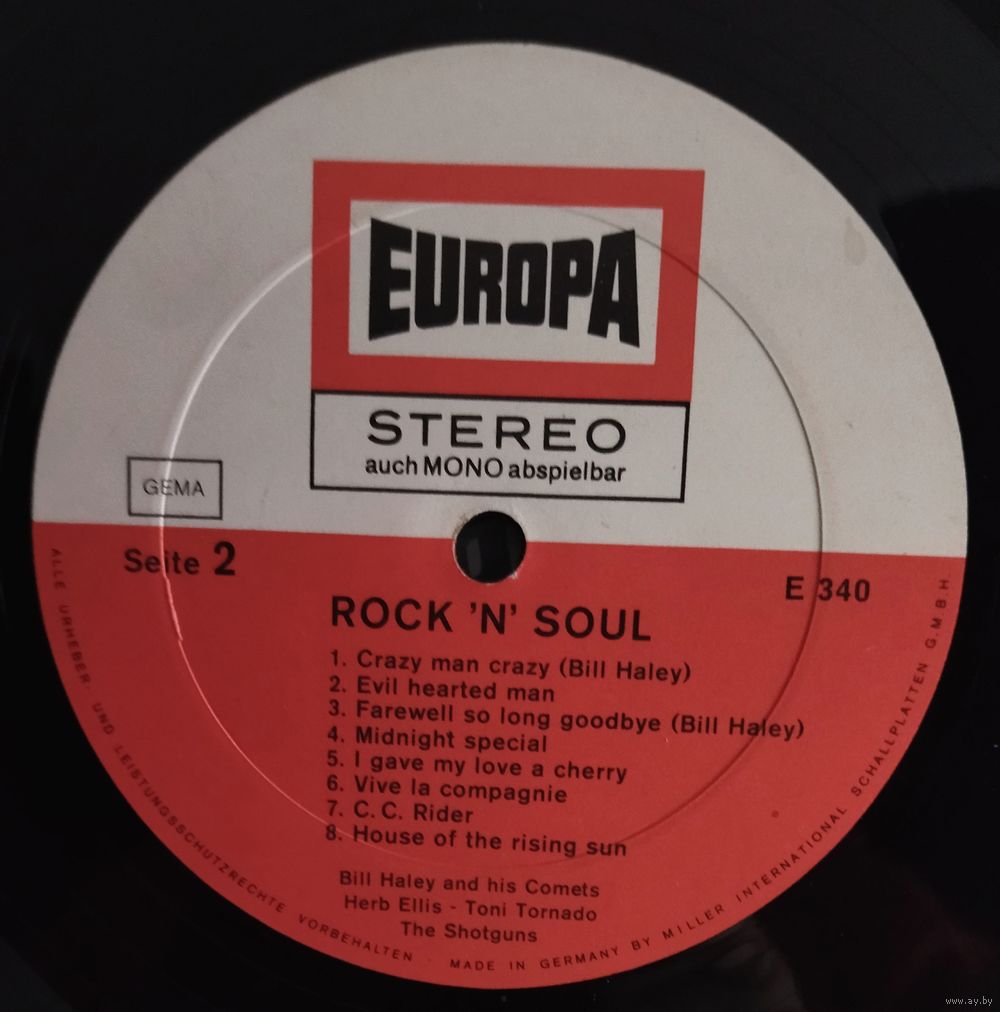 EUROPA
STEREO
auch MONO abspielbar
GEMA
Seite 2
E 340
ROCK 'N' SOUL
1. Crazy man crazy (Bill Haley)
2. Evil hearted man
3. Farewell so long goodbye (Bill Haley)
4. Midnight special
5. I gave my love a cherry
6. Vive la compagnie
7. C. C. Rider
8. House of the rising sun
Bill Haley and his Comets
Herb Ellis - Toni Tornado
The Shotguns
ALLE URHEBER- UND LEISTUNGSSCHUTZRECHTE VORBEHALTEN · MADE IN GERMANY BY MILLER INTERNATIONAL SCHALLPLATTEN G.M.B.H
www.ay.by